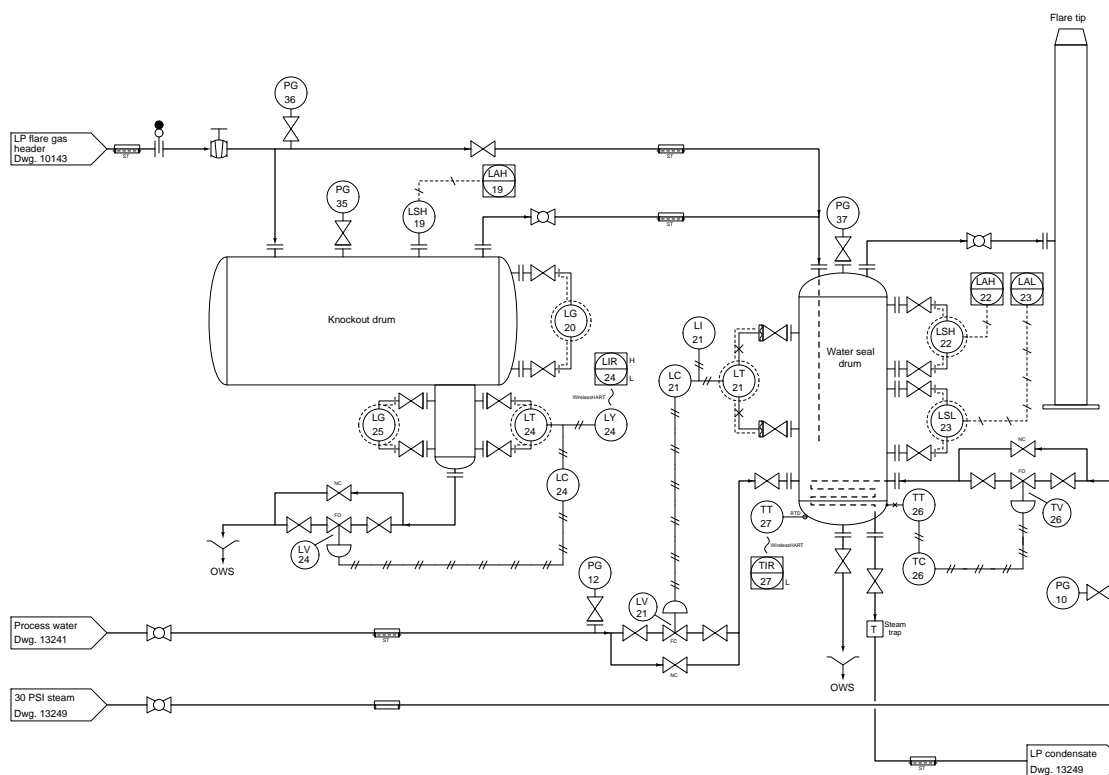 Flare tip
PG
36
LP flare gas
header
Dwg. 10143
ST
ST
LAH
19
PG
35
LSH
19
PG
37
ST
LAH
22
LAL
23
Knockout drum
LG
20
LI
21
LSH
22
Water seal
drum
LIR
24
H
L
LC
21
LT
21
WirelessHART
LG
25
LT
24
LY
24
LSL
23
NC
LC
24
NC
FO
TT
26
FO
TT
27
RTD
TV
26
LV
24
WirelessHART
OWS
TC
26
TIR
27
L
PG
12
PG
10
LV
21
Process water
Dwg. 13241
ST
FC
T
Steam
trap
NC
OWS
30 PSI steam
Dwg. 13249
LP condensate
Dwg. 13249
ST